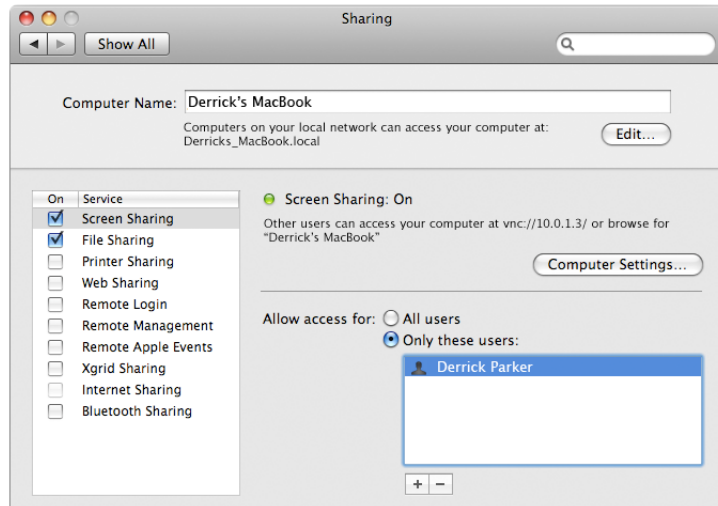 Sharing
Show All
Computer Name: Derrick's MacBook
Computers on your local network can access your computer at:
Derricks_MacBook.local
Edit...
On Service
Screen Sharing
File Sharing
Printer Sharing
Web Sharing
Remote Login
Remote Management
Remote Apple Events
Xgrid Sharing
Internet Sharing
Bluetooth Sharing
Screen Sharing: On
Other users can access your computer at vnc://10.0.1.3/ or browse for
“Derrick's MacBook”
Computer Settings...
Allow access for: All users
Only these users:
Derrick Parker